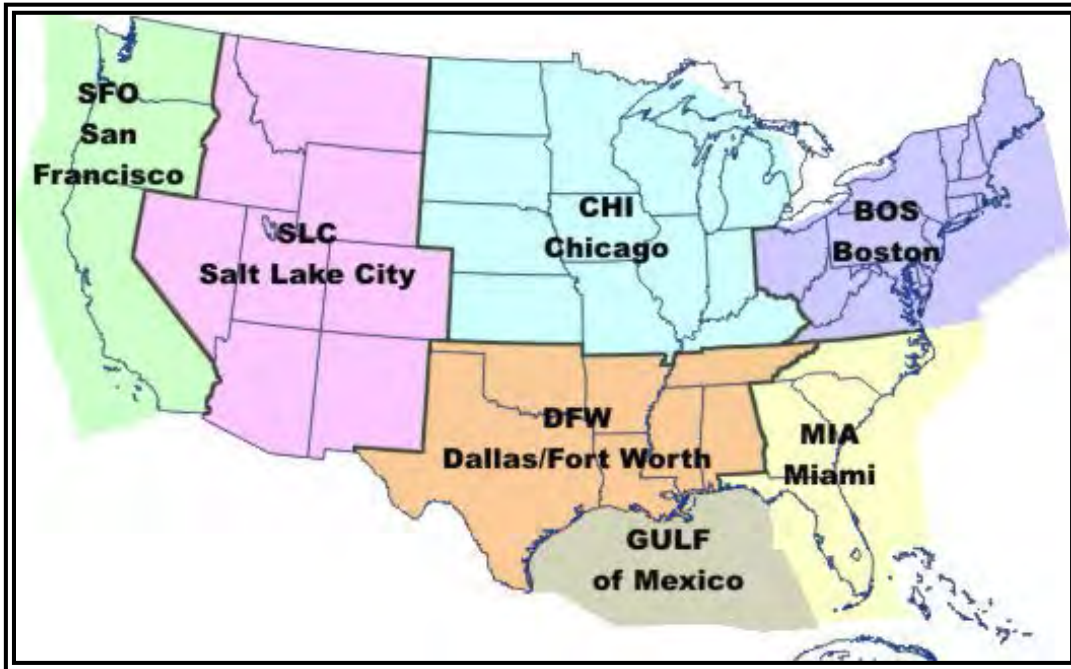 SFO
San
Francisco
SLC
Salt Lake City
CHI
Chicago
BOS
Boston
DFW
Dallas/Fort Worth
MIA
Miami
GULF
of Mexico